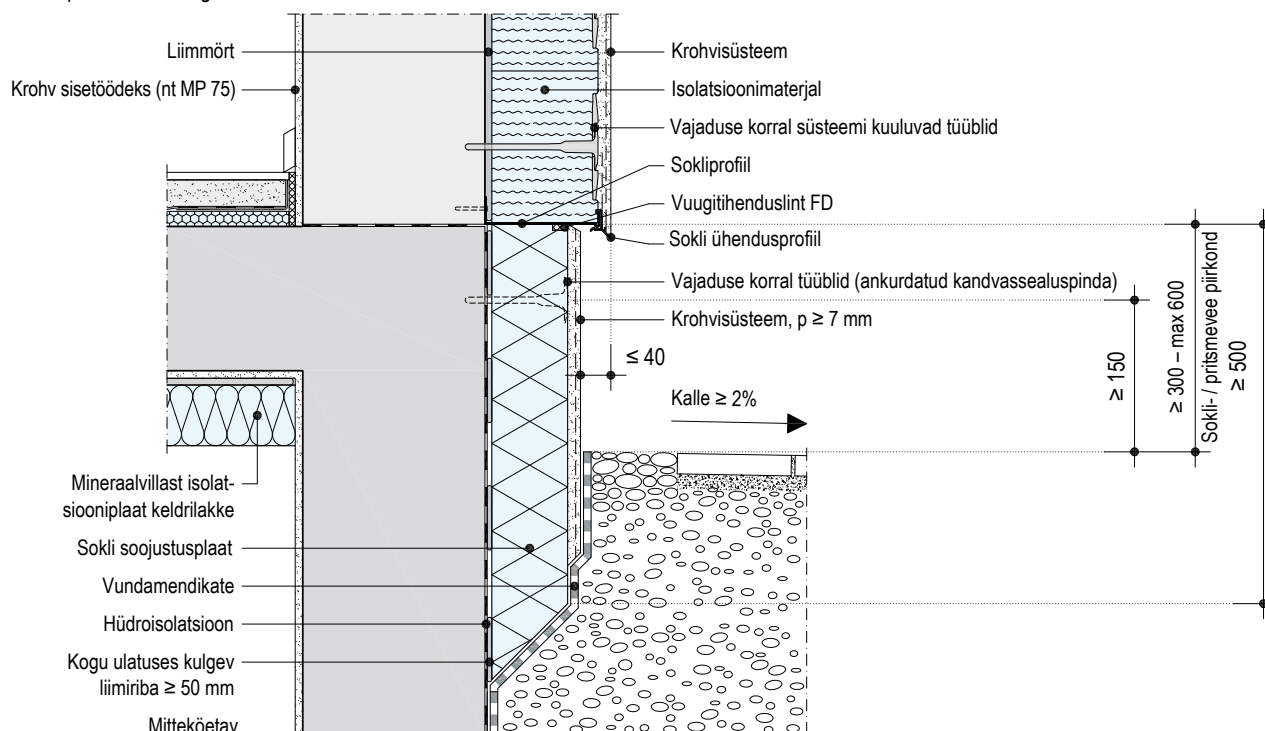 Liimmört
Krohv sisetöödeks (nt MP 75)
Krohvisüsteem
Isolatsioonimaterjal
Vajaduse korral süsteemi kuuluvad tüüblid
Sokliprofiil
Vuugitihenduslint FD
Sokli ühendusprofiil
Vajaduse korral tüüblid (ankurdatud kandvassealuspinda)
Krohvisüsteem, p ≥ 7 mm
≤ 40
Kalle ≥ 2%
≥ 150
≥ 300 – max 600
Sokli- / pritsmevee piirkond
≥ 500
Mineraalvillast isolat-
siooniplaat keldrilakke
Sokli soojustusplaat
Vundamendikate
Hüdroisolatsioon
Kogu ulatuses kulgev
liimiriba ≥ 50 mm
Mitteköetav